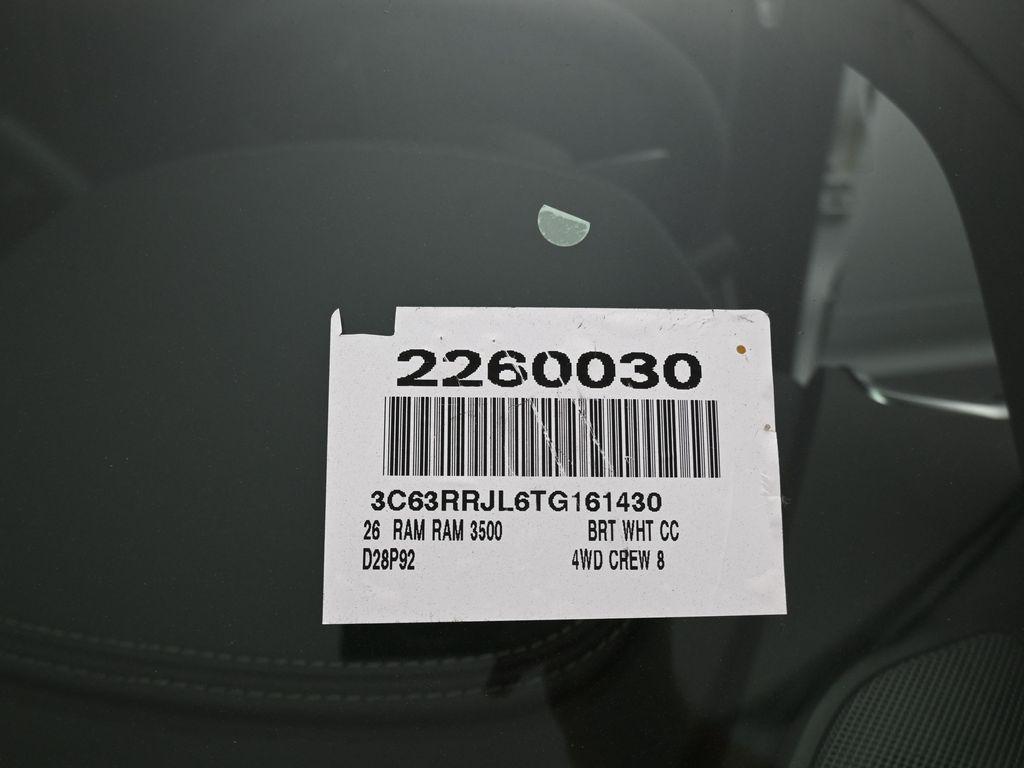 2260030
3C63RRJL6TG161430
26 RAM RAM 3500 BRT WHT CC
D28P92 4WD CREW 8